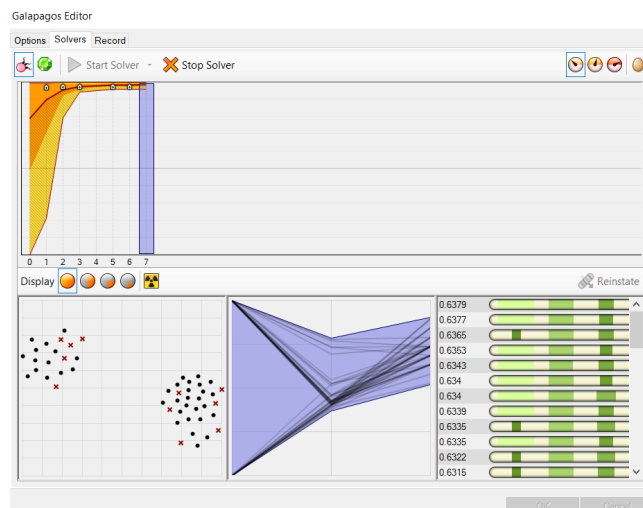 Galapagos Editor
Options Solvers Record
Start Solver Stop Solver
0 1 2 3 4 5 6 7
Display Reinstate
0.6379
0.6377
0.6365
0.6353
0.6343
0.634
0.634
0.6339
0.6335
0.6335
0.6322
0.6315
OK Cancel